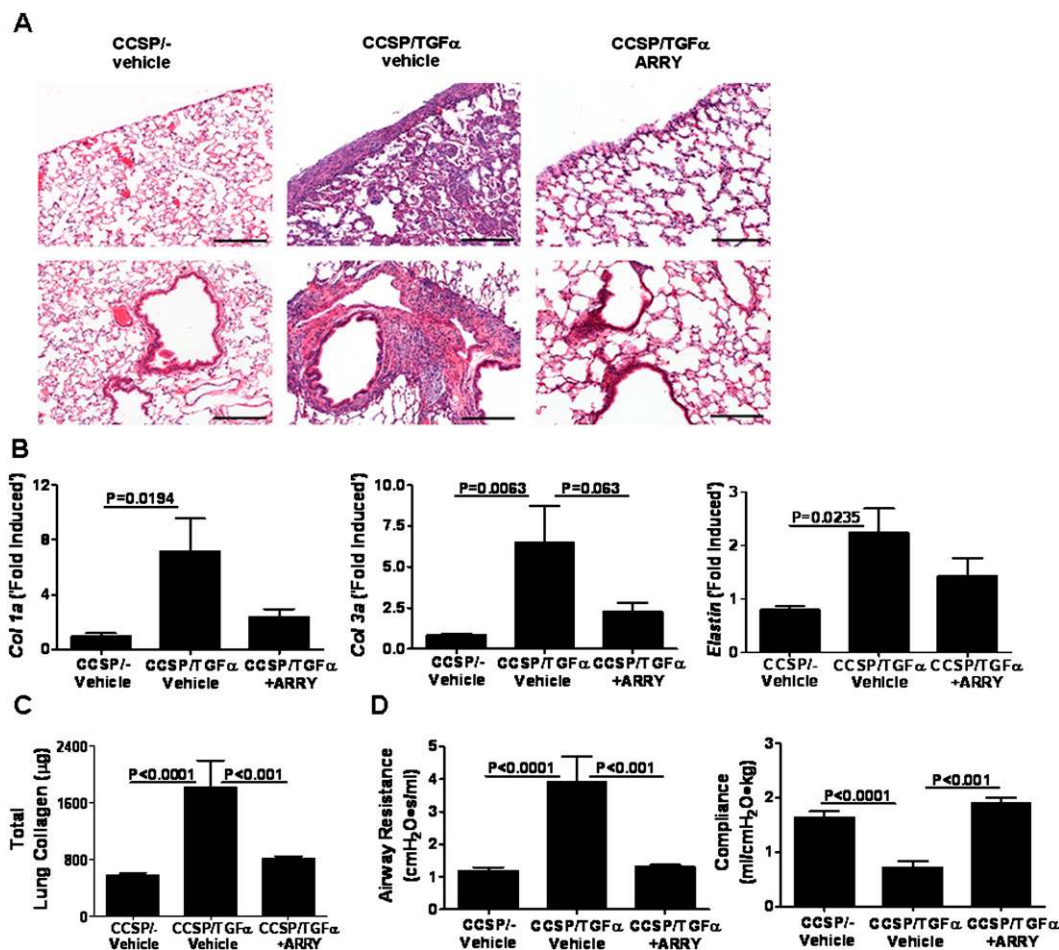 A
CCSP/- vehicle
CCSP/TGFα vehicle
CCSP/TGFα ARRY
B
Col 1a ('Fold Induced')
12
8
4
0
P=0.0194
CCSP/- Vehicle
CCSP/TGFα Vehicle
CCSP/TGFα +ARRY
Col 3a ('Fold Induced')
10.0
7.5
5.0
2.5
0.0
P=0.0063
P=0.063
CCSP/- Vehicle
CCSP/TGFα Vehicle
CCSP/TGFα +ARRY
Elastin ('Fold Induced')
3
2
1
0
P=0.0235
CCSP/- Vehicle
CCSP/TGFα Vehicle
CCSP/TGFα +ARRY
C
Total Lung Collagen (μg)
2400
1600
800
0
P<0.0001
P<0.001
CCSP/- Vehicle
CCSP/TGFα Vehicle
CCSP/TGFα +ARRY
D
Airway Resistance (cmH₂O•s/ml)
5
4
3
2
1
0
P<0.0001
P<0.001
CCSP/- Vehicle
CCSP/TGFα Vehicle
CCSP/TGFα +ARRY
Compliance (ml/cmH₂O•kg)
3
2
1
0
P<0.0001
P<0.001
CCSP/- Vehicle
CCSP/TGFα Vehicle
CCSP/TGFα +ARRY